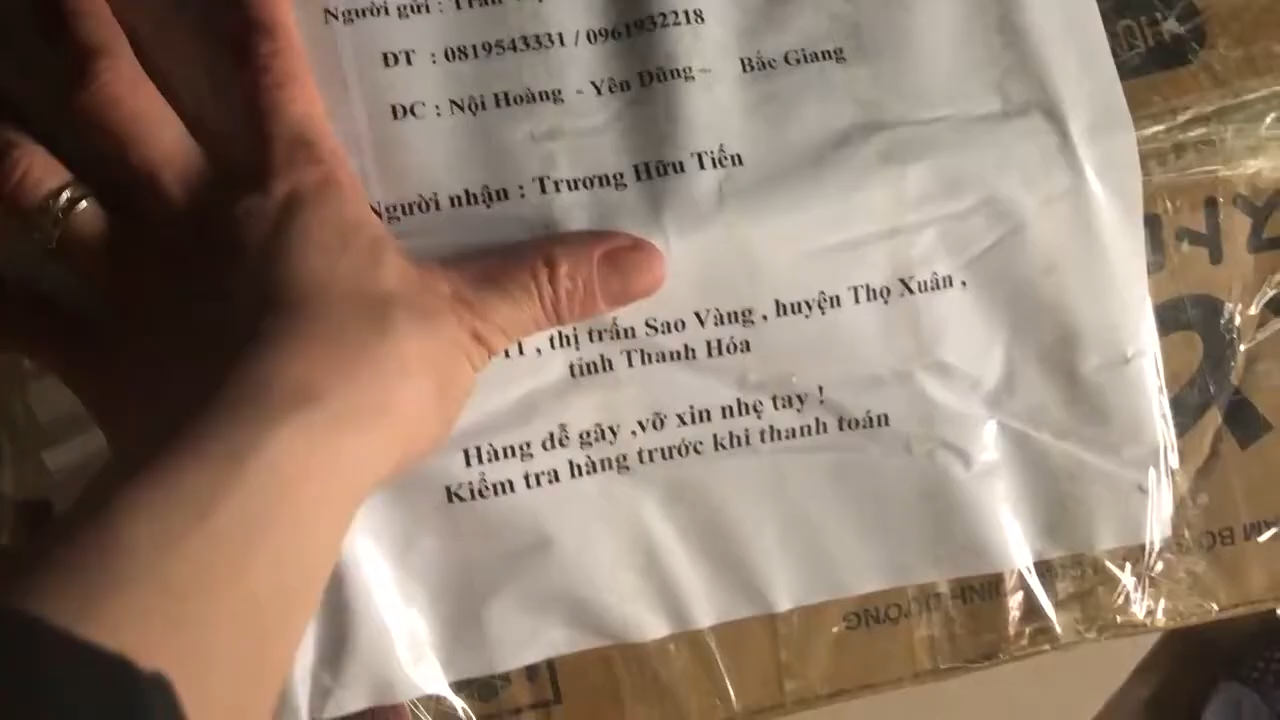 Người gửi : Trần
ĐT : 0819543331 / 0961932218
ĐC : Nội Hoàng - Yên Dũng - Bắc Giang
Người nhận : Trương Hữu Tiến
, thị trấn Sao Vàng , huyện Thọ Xuân ,
tỉnh Thanh Hóa
Hàng dễ gãy ,vỡ xin nhẹ tay !
Kiểm tra hàng trước khi thanh toán